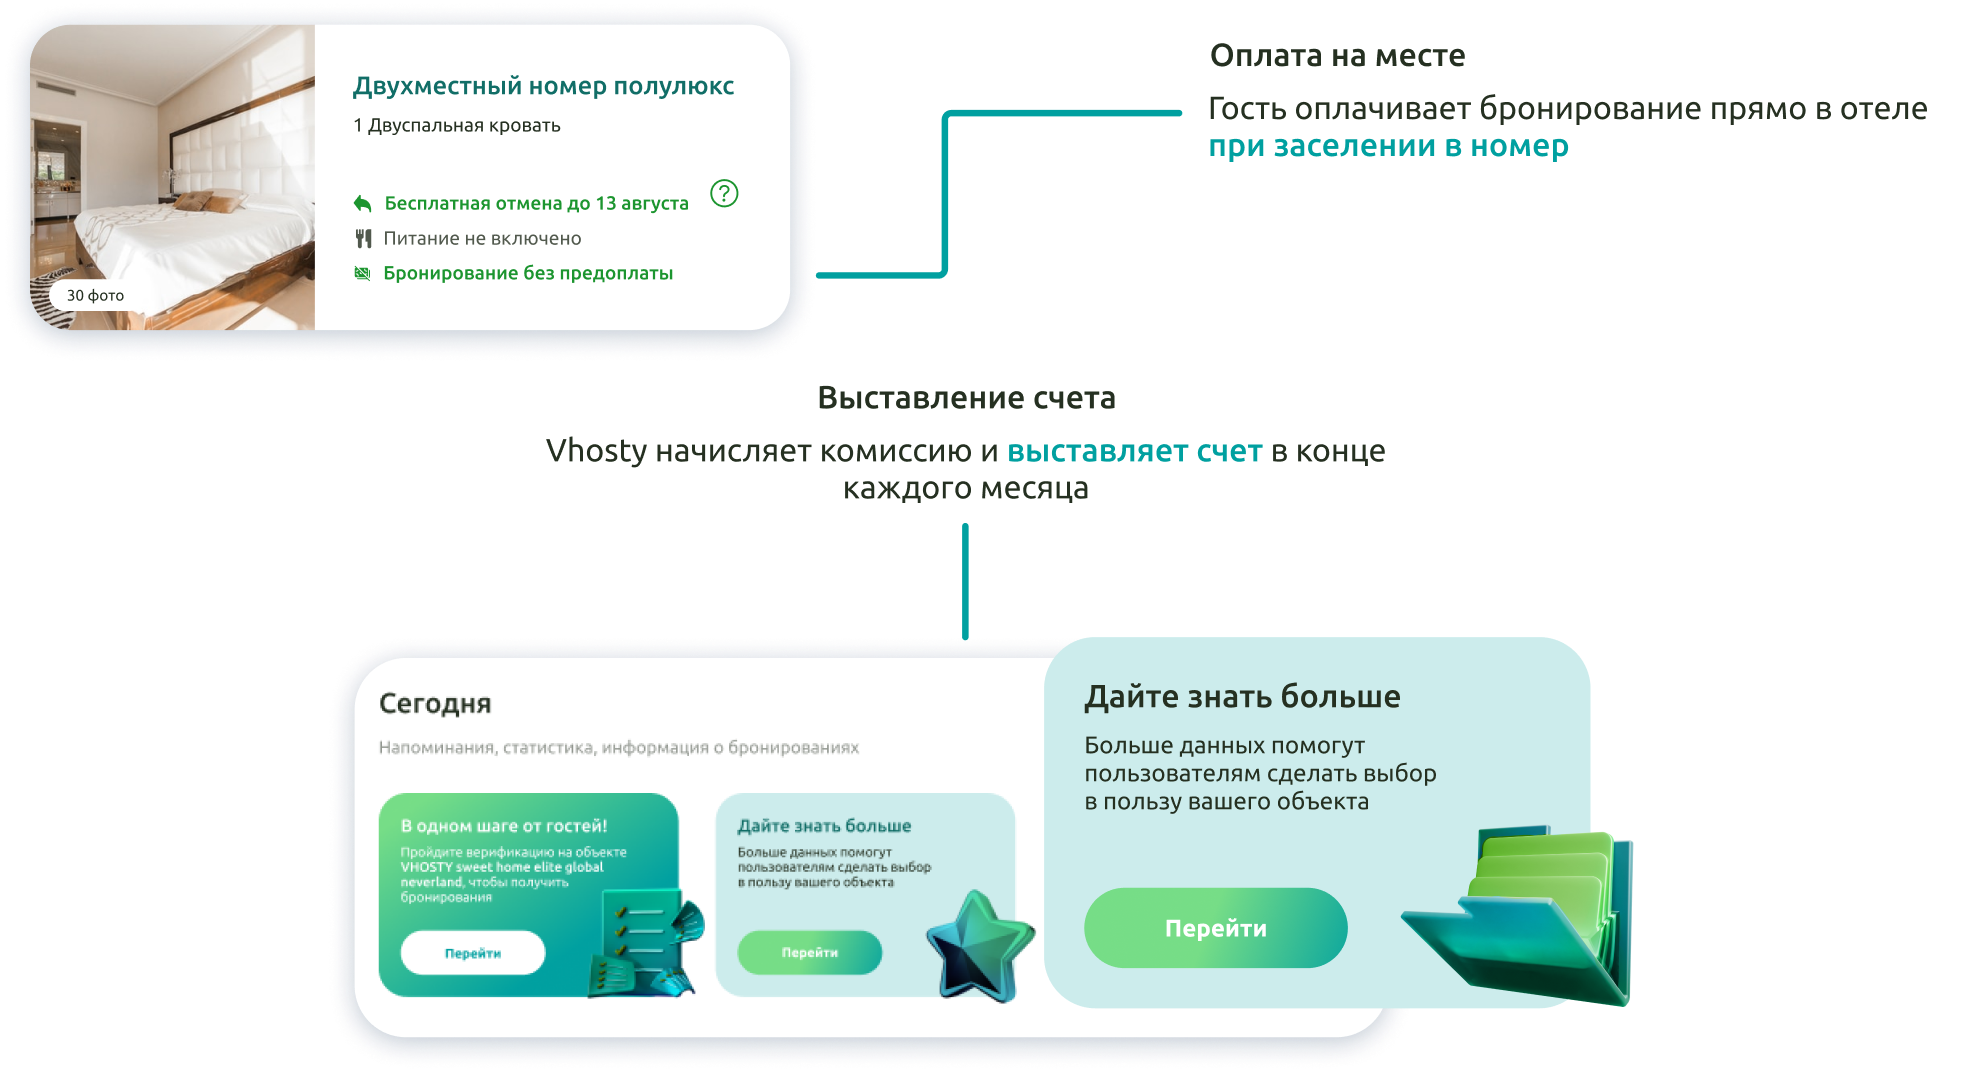 Двухместный номер полулюкс
1 Двуспальная кровать
Бесплатная отмена до 13 августа
?
Питание не включено
Бронирование без предоплаты
30 фото
Оплата на месте
Гость оплачивает бронирование прямо в отеле
при заселении в номер
Выставление счета
Vhosty начисляет комиссию и выставляет счет в конце
каждого месяца
Сегодня
Напоминания, статистика, информация о бронированиях
В одном шаге от гостей!
Пройдите верификацию на объекте
VHOSTY sweet home elite global
neverland, чтобы получить
бронирования
Перейти
Дайте знать больше
Больше данных помогут
пользователям сделать выбор
в пользу вашего объекта
Перейти
Дайте знать больше
Больше данных помогут
пользователям сделать выбор
в пользу вашего объекта
Перейти